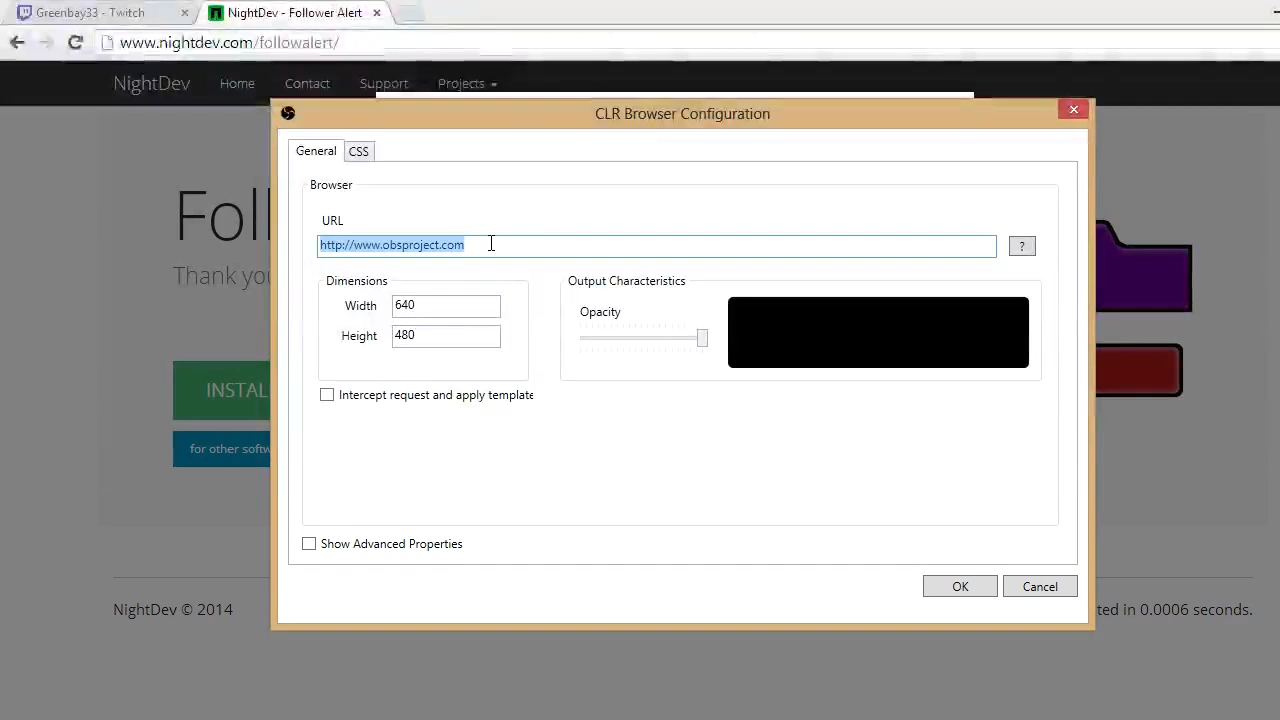 Greenbay33 - Twitch ×
NightDev - Follower Alert ×
www.nightdev.com/followalert/
NightDev Home Contact Support Projects
CLR Browser Configuration
General CSS
Browser
URL
http://www.obsproject.com
?
Dimensions
Width 640
Height 480
Output Characteristics
Opacity
Intercept request and apply template
Show Advanced Properties
OK Cancel
Foll
Thank you
INSTAL
for other softw
NightDev © 2014
ted in 0.0006 seconds.